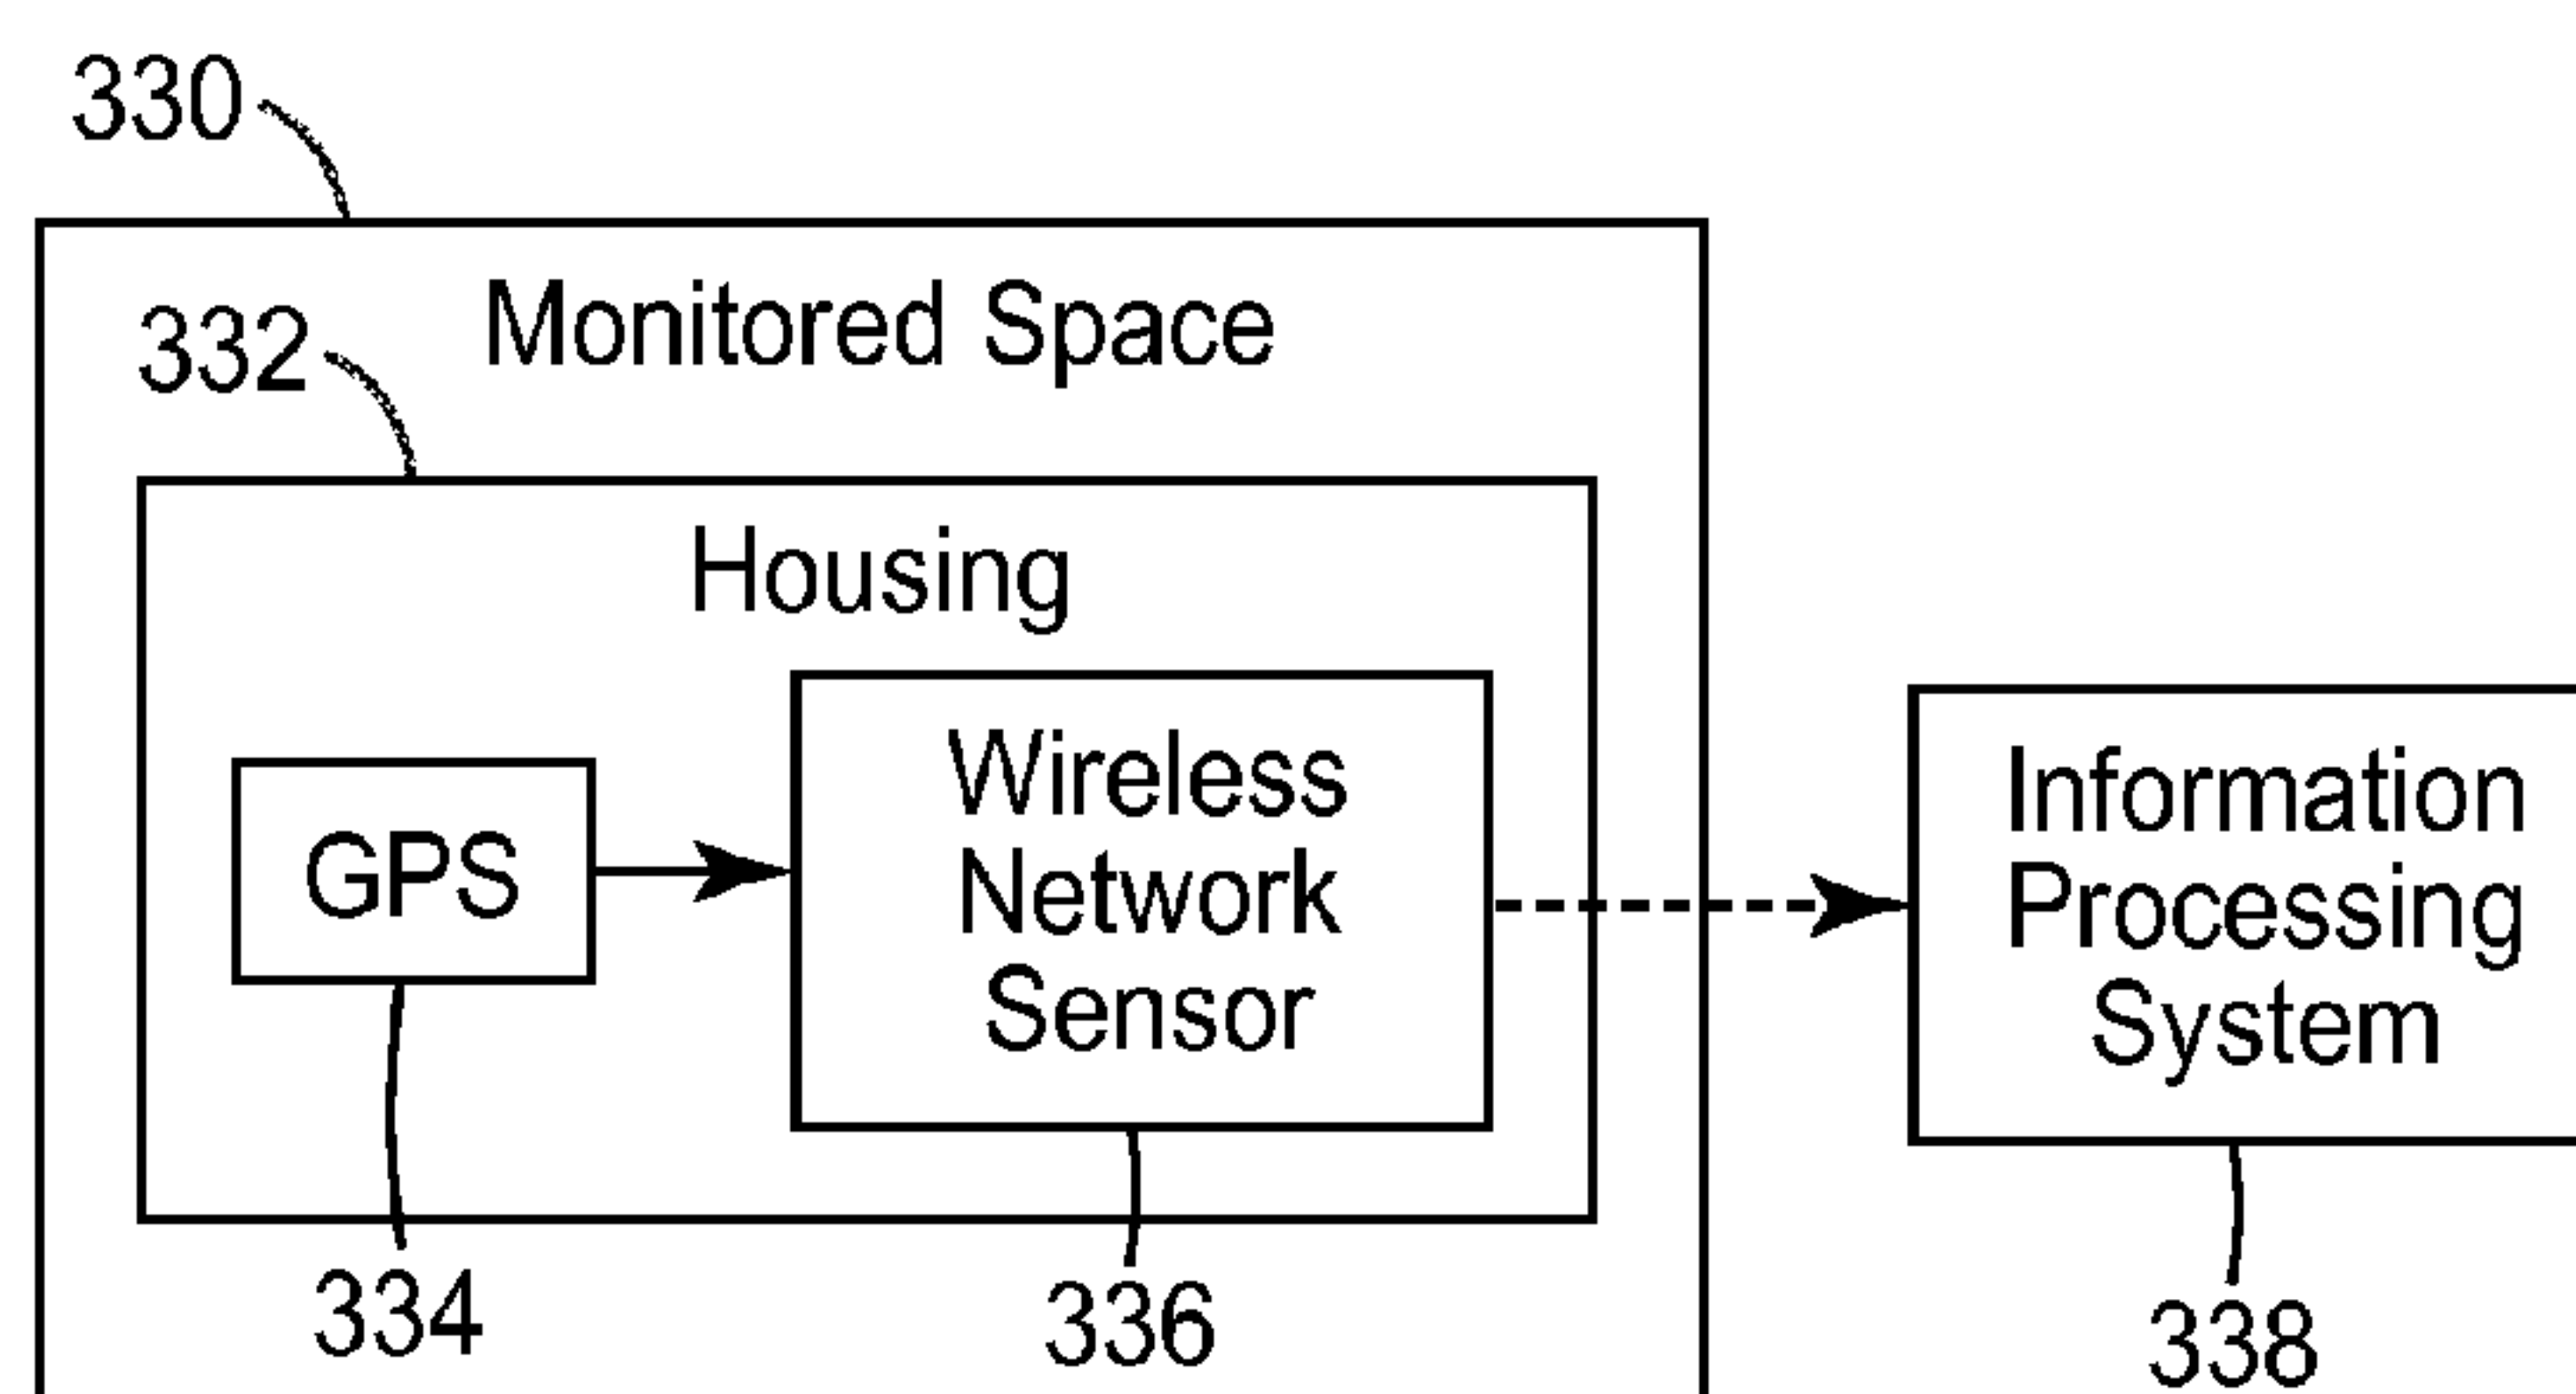 330
Monitored Space
332
Housing
GPS
Wireless
Network
Sensor
Information
Processing
System
334
336
338